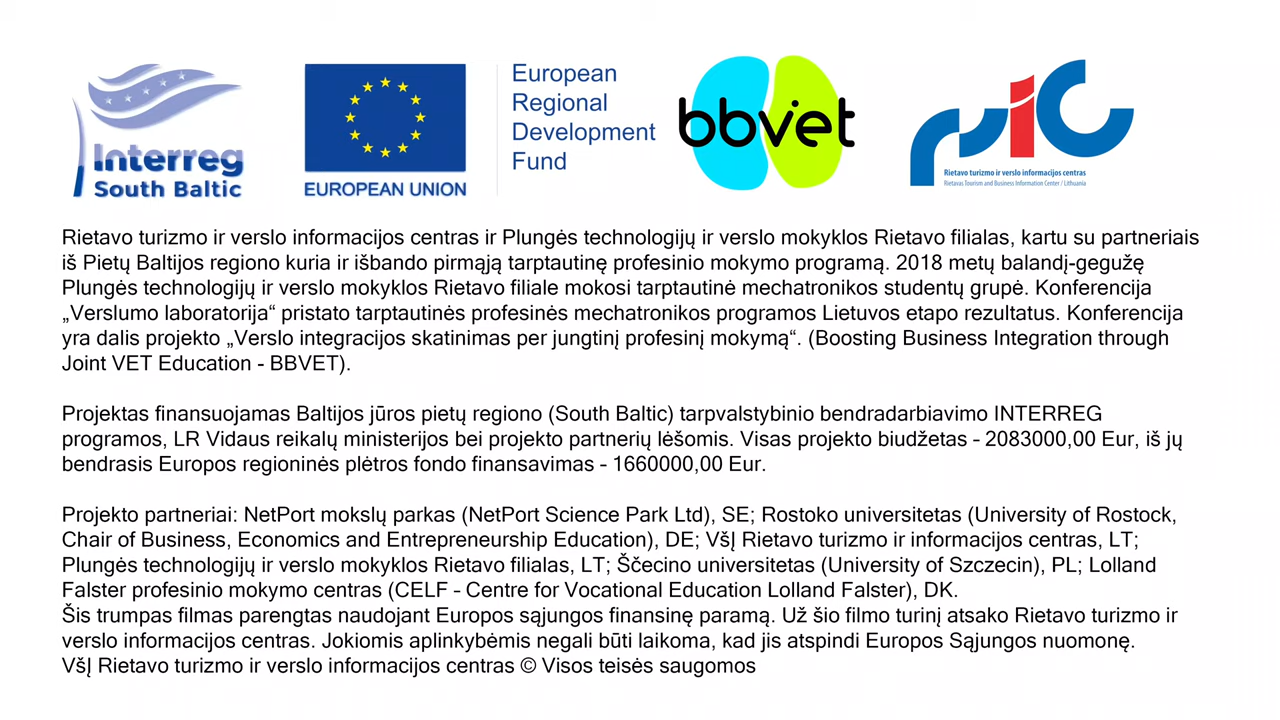 Interreg
South Baltic
EUROPEAN UNION
European
Regional
Development
Fund
bbvet
Rietavo turizmo ir verslo informacijos centras
Rietavas Tourism and Business Information Center / Lithuania
Rietavo turizmo ir verslo informacijos centras ir Plungės technologijų ir verslo mokyklos Rietavo filialas, kartu su partneriais
iš Pietų Baltijos regiono kuria ir išbando pirmąją tarptautinę profesinio mokymo programą. 2018 metų balandį-gegužę
Plungės technologijų ir verslo mokyklos Rietavo filiale mokosi tarptautinė mechatronikos studentų grupė. Konferencija
„Verslumo laboratorija“ pristato tarptautinės profesinės mechatronikos programos Lietuvos etapo rezultatus. Konferencija
yra dalis projekto „Verslo integracijos skatinimas per jungtinį profesinį mokymą“. (Boosting Business Integration through
Joint VET Education - BBVET).
Projektas finansuojamas Baltijos jūros pietų regiono (South Baltic) tarpvalstybinio bendradarbiavimo INTERREG
programos, LR Vidaus reikalų ministerijos bei projekto partnerių lėšomis. Visas projekto biudžetas – 2083000,00 Eur, iš jų
bendrasis Europos regioninės plėtros fondo finansavimas – 1660000,00 Eur.
Projekto partneriai: NetPort mokslų parkas (NetPort Science Park Ltd), SE; Rostoko universitetas (University of Rostock,
Chair of Business, Economics and Entrepreneurship Education), DE; VšĮ Rietavo turizmo ir informacijos centras, LT;
Plungės technologijų ir verslo mokyklos Rietavo filialas, LT; Ščecino universitetas (University of Szczecin), PL; Lolland
Falster profesinio mokymo centras (CELF – Centre for Vocational Education Lolland Falster), DK.
Šis trumpas filmas parengtas naudojant Europos sąjungos finansinę paramą. Už šio filmo turinį atsako Rietavo turizmo ir
verslo informacijos centras. Jokiomis aplinkybėmis negali būti laikoma, kad jis atspindi Europos Sąjungos nuomonę.
VšĮ Rietavo turizmo ir verslo informacijos centras © Visos teisės saugomos